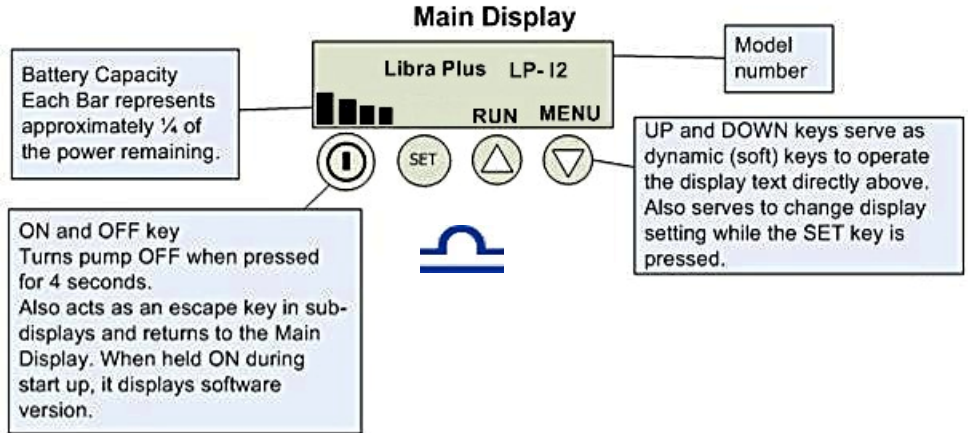 Main Display
Battery Capacity
Each Bar represents
approximately ¼ of
the power remaining.
Libra Plus LP-12
RUN MENU
SET
Model
number
UP and DOWN keys serve as
dynamic (soft) keys to operate
the display text directly above.
Also serves to change display
setting while the SET key is
pressed.
ON and OFF key
Turns pump OFF when pressed
for 4 seconds.
Also acts as an escape key in sub-
displays and returns to the Main
Display. When held ON during
start up, it displays software
version.